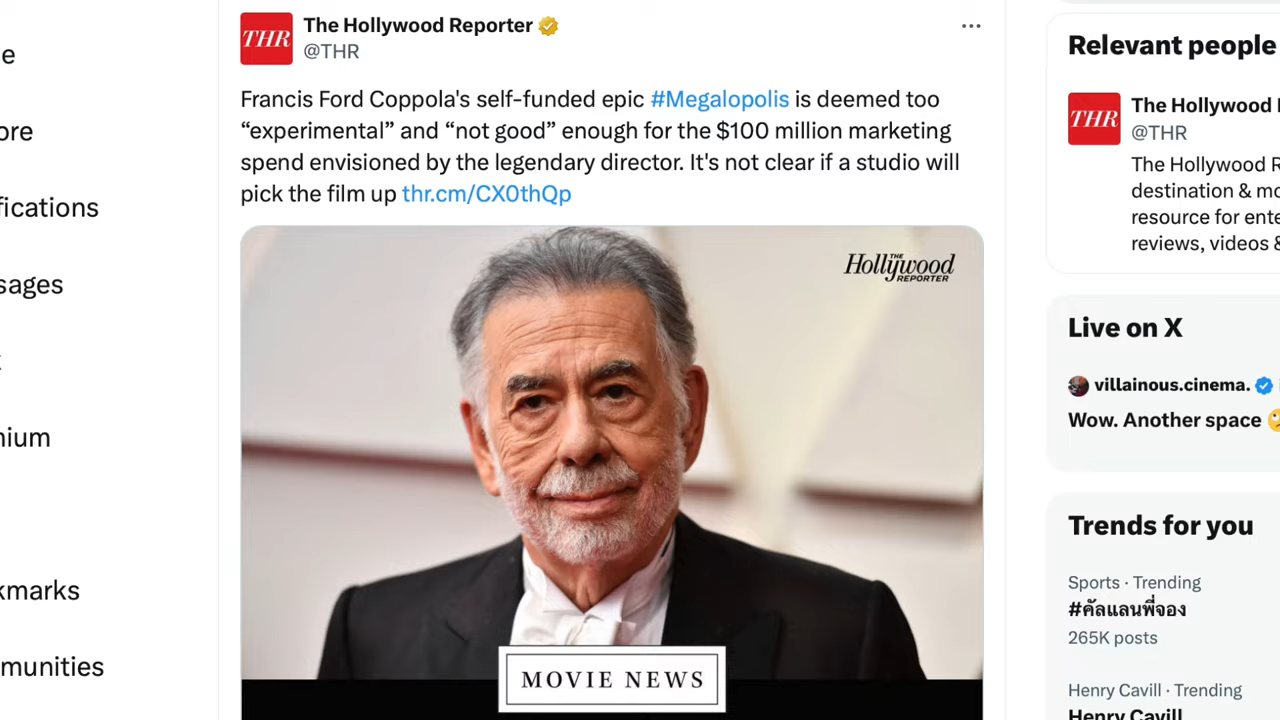 The Hollywood Reporter
@THR
Francis Ford Coppola's self-funded epic #Megalopolis is deemed too
“experimental” and “not good” enough for the $100 million marketing
spend envisioned by the legendary director. It's not clear if a studio will
pick the film up thr.cm/CX0thQp
THR
THE
Hollywood
REPORTER
MOVIE NEWS
e
ore
fications
sages
nium
kmarks
munities
Relevant people
THR
The Hollywood
@THR
The Hollywood R
destination & mo
resource for ente
reviews, videos &
Live on X
villainous.cinema.
Wow. Another space
Trends for you
Sports · Trending
#คัลแลนพี่จอง
265K posts
Henry Cavill · Trending
Henry Cavill